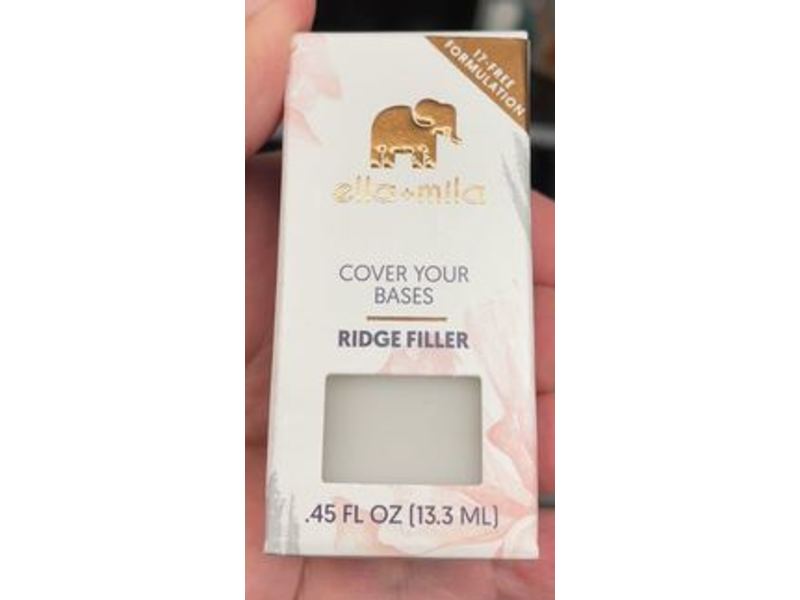 17-FREE
FORMULATION
ella+mila
COVER YOUR
BASES
RIDGE FILLER
.45 FL OZ (13.3 ML)